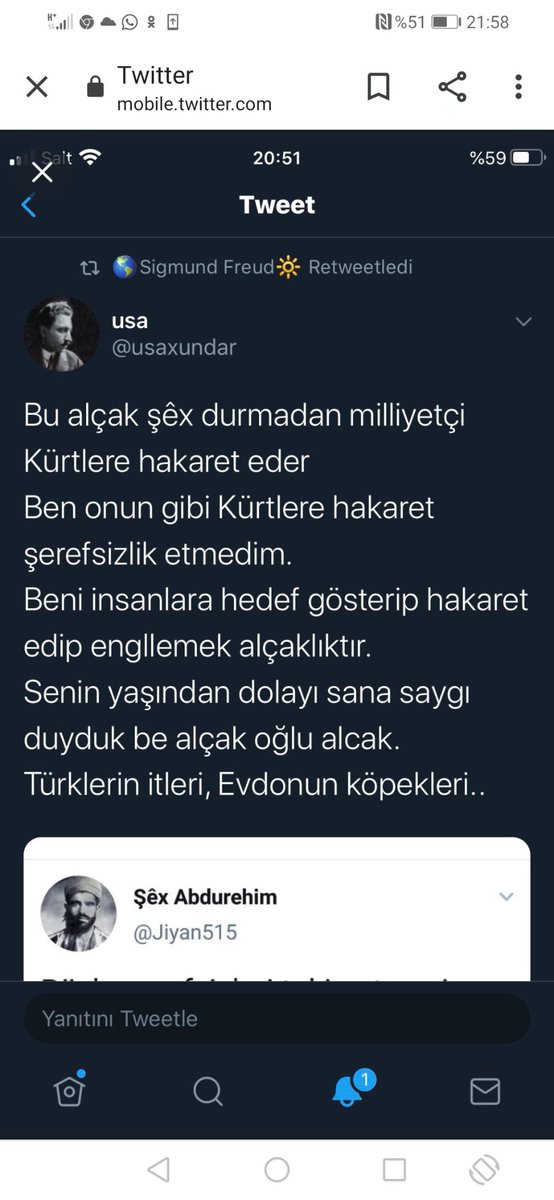 %51 21:58
Twitter
mobile.twitter.com
Salt 20:51 %59
Tweet
Sigmund Freud Retweetledi
usa
@usaxundar
Bu alçak şêx durmadan milliyetçi
Kürtlere hakaret eder
Ben onun gibi Kürtlere hakaret
şerefsizlik etmedim.
Beni insanlara hedef gösterip hakaret
edip engllemek alçaklıktır.
Senin yaşından dolayı sana saygı
duyduk be alçak oğlu alcak.
Türklerin itleri, Evdonun köpekleri..
Şêx Abdurehim
@Jiyan515
Yanıtını Tweetle
1